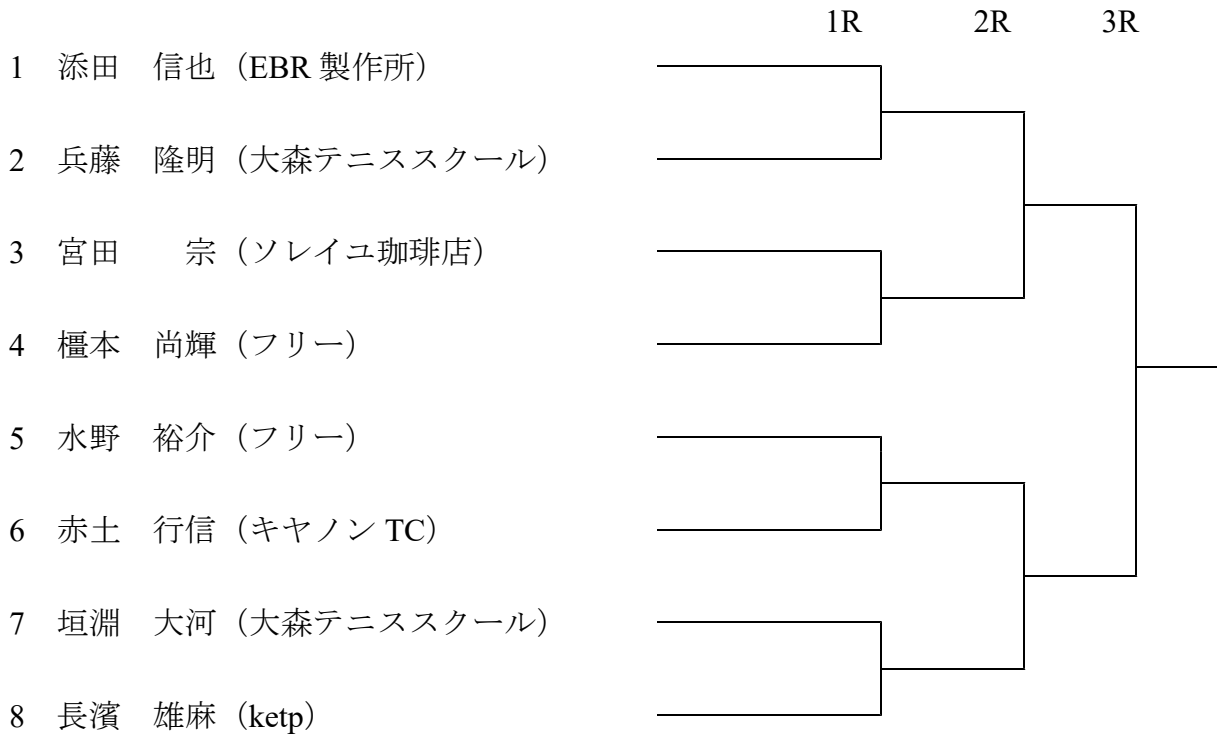 1R 2R 3R
1 添田 信也（EBR 製作所）
2 兵藤 隆明（大森テニススクール）
3 宮田 宗（ソレイユ珈琲店）
4 橿本 尚輝（フリー）
5 水野 裕介（フリー）
6 赤土 行信（キヤノン TC）
7 垣淵 大河（大森テニススクール）
8 長濱 雄麻（ketp）